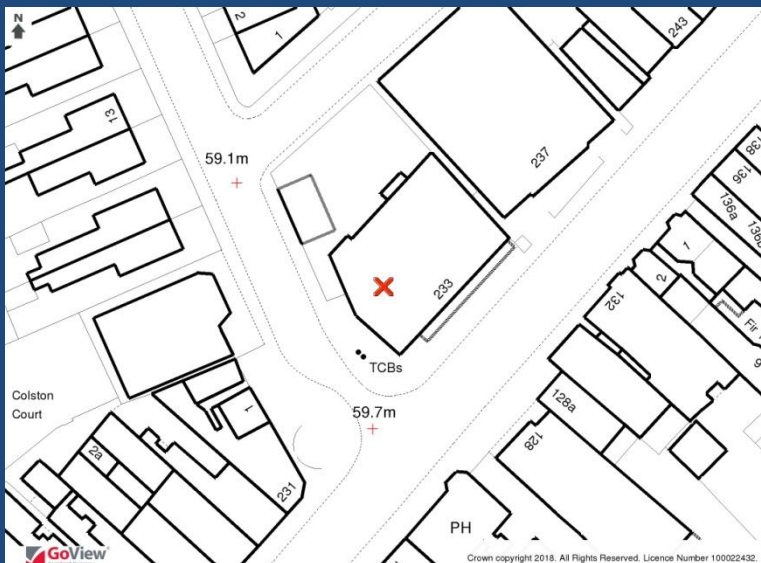 N
2
1
243
13
59.1m
237
138
136
136a
136b
1
2
233
132
TCBs
Fir
Colston
Court
59.7m
1
128a
2a
128
231
PH
GoView
Crown copyright 2018. All Rights Reserved. Licence Number 100022432.